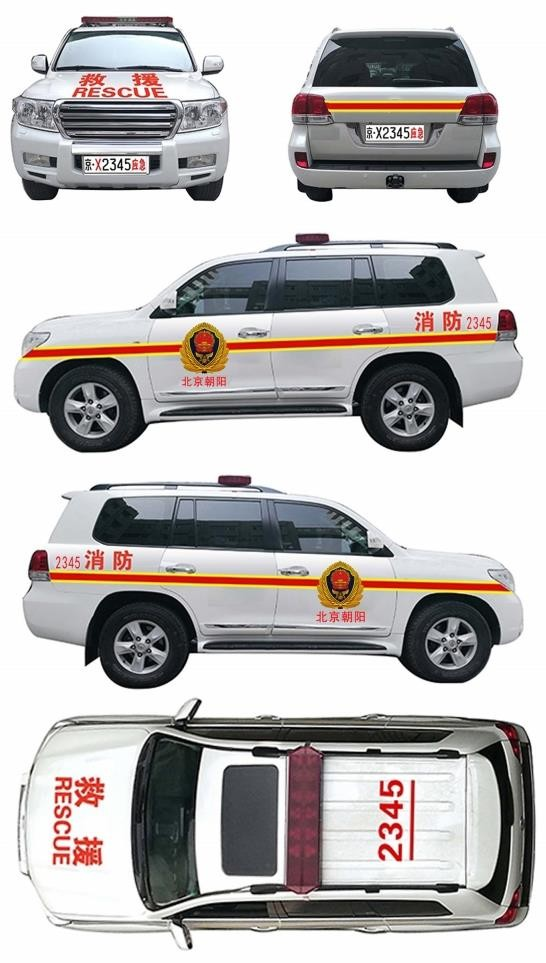 救 援
RESCUE
京·X2345应急
京·X2345应急
消 防 2345
北京朝阳
2345 消 防
北京朝阳
救 援
RESCUE
2345